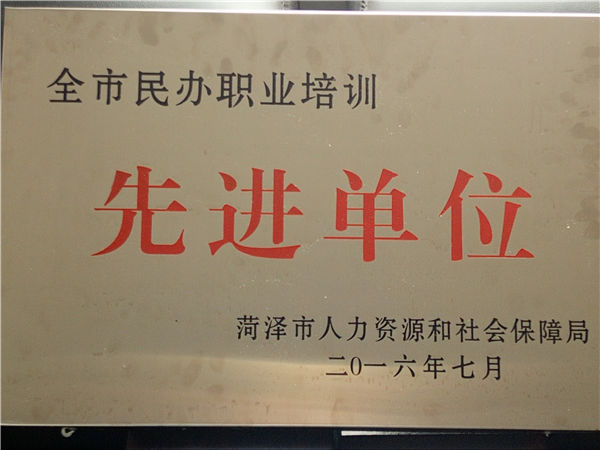 全市民办职业培训
先进单位
菏泽市人力资源和社会保障局
二〇一六年七月